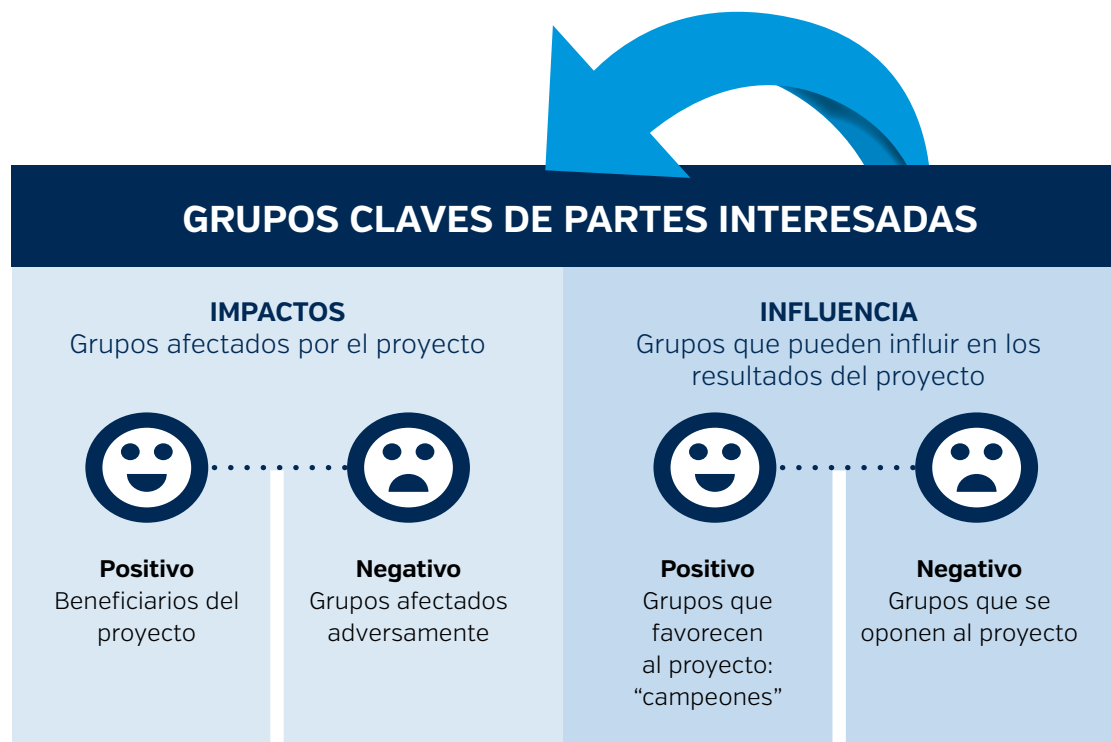 GRUPOS CLAVES DE PARTES INTERESADAS
IMPACTOS
Grupos afectados por el proyecto
Positivo
Beneficiarios del
proyecto
Negativo
Grupos afectados
adversamente
INFLUENCIA
Grupos que pueden influir en los
resultados del proyecto
Positivo
Grupos que
favorecen
al proyecto:
“campeones”
Negativo
Grupos que se
oponen al proyecto